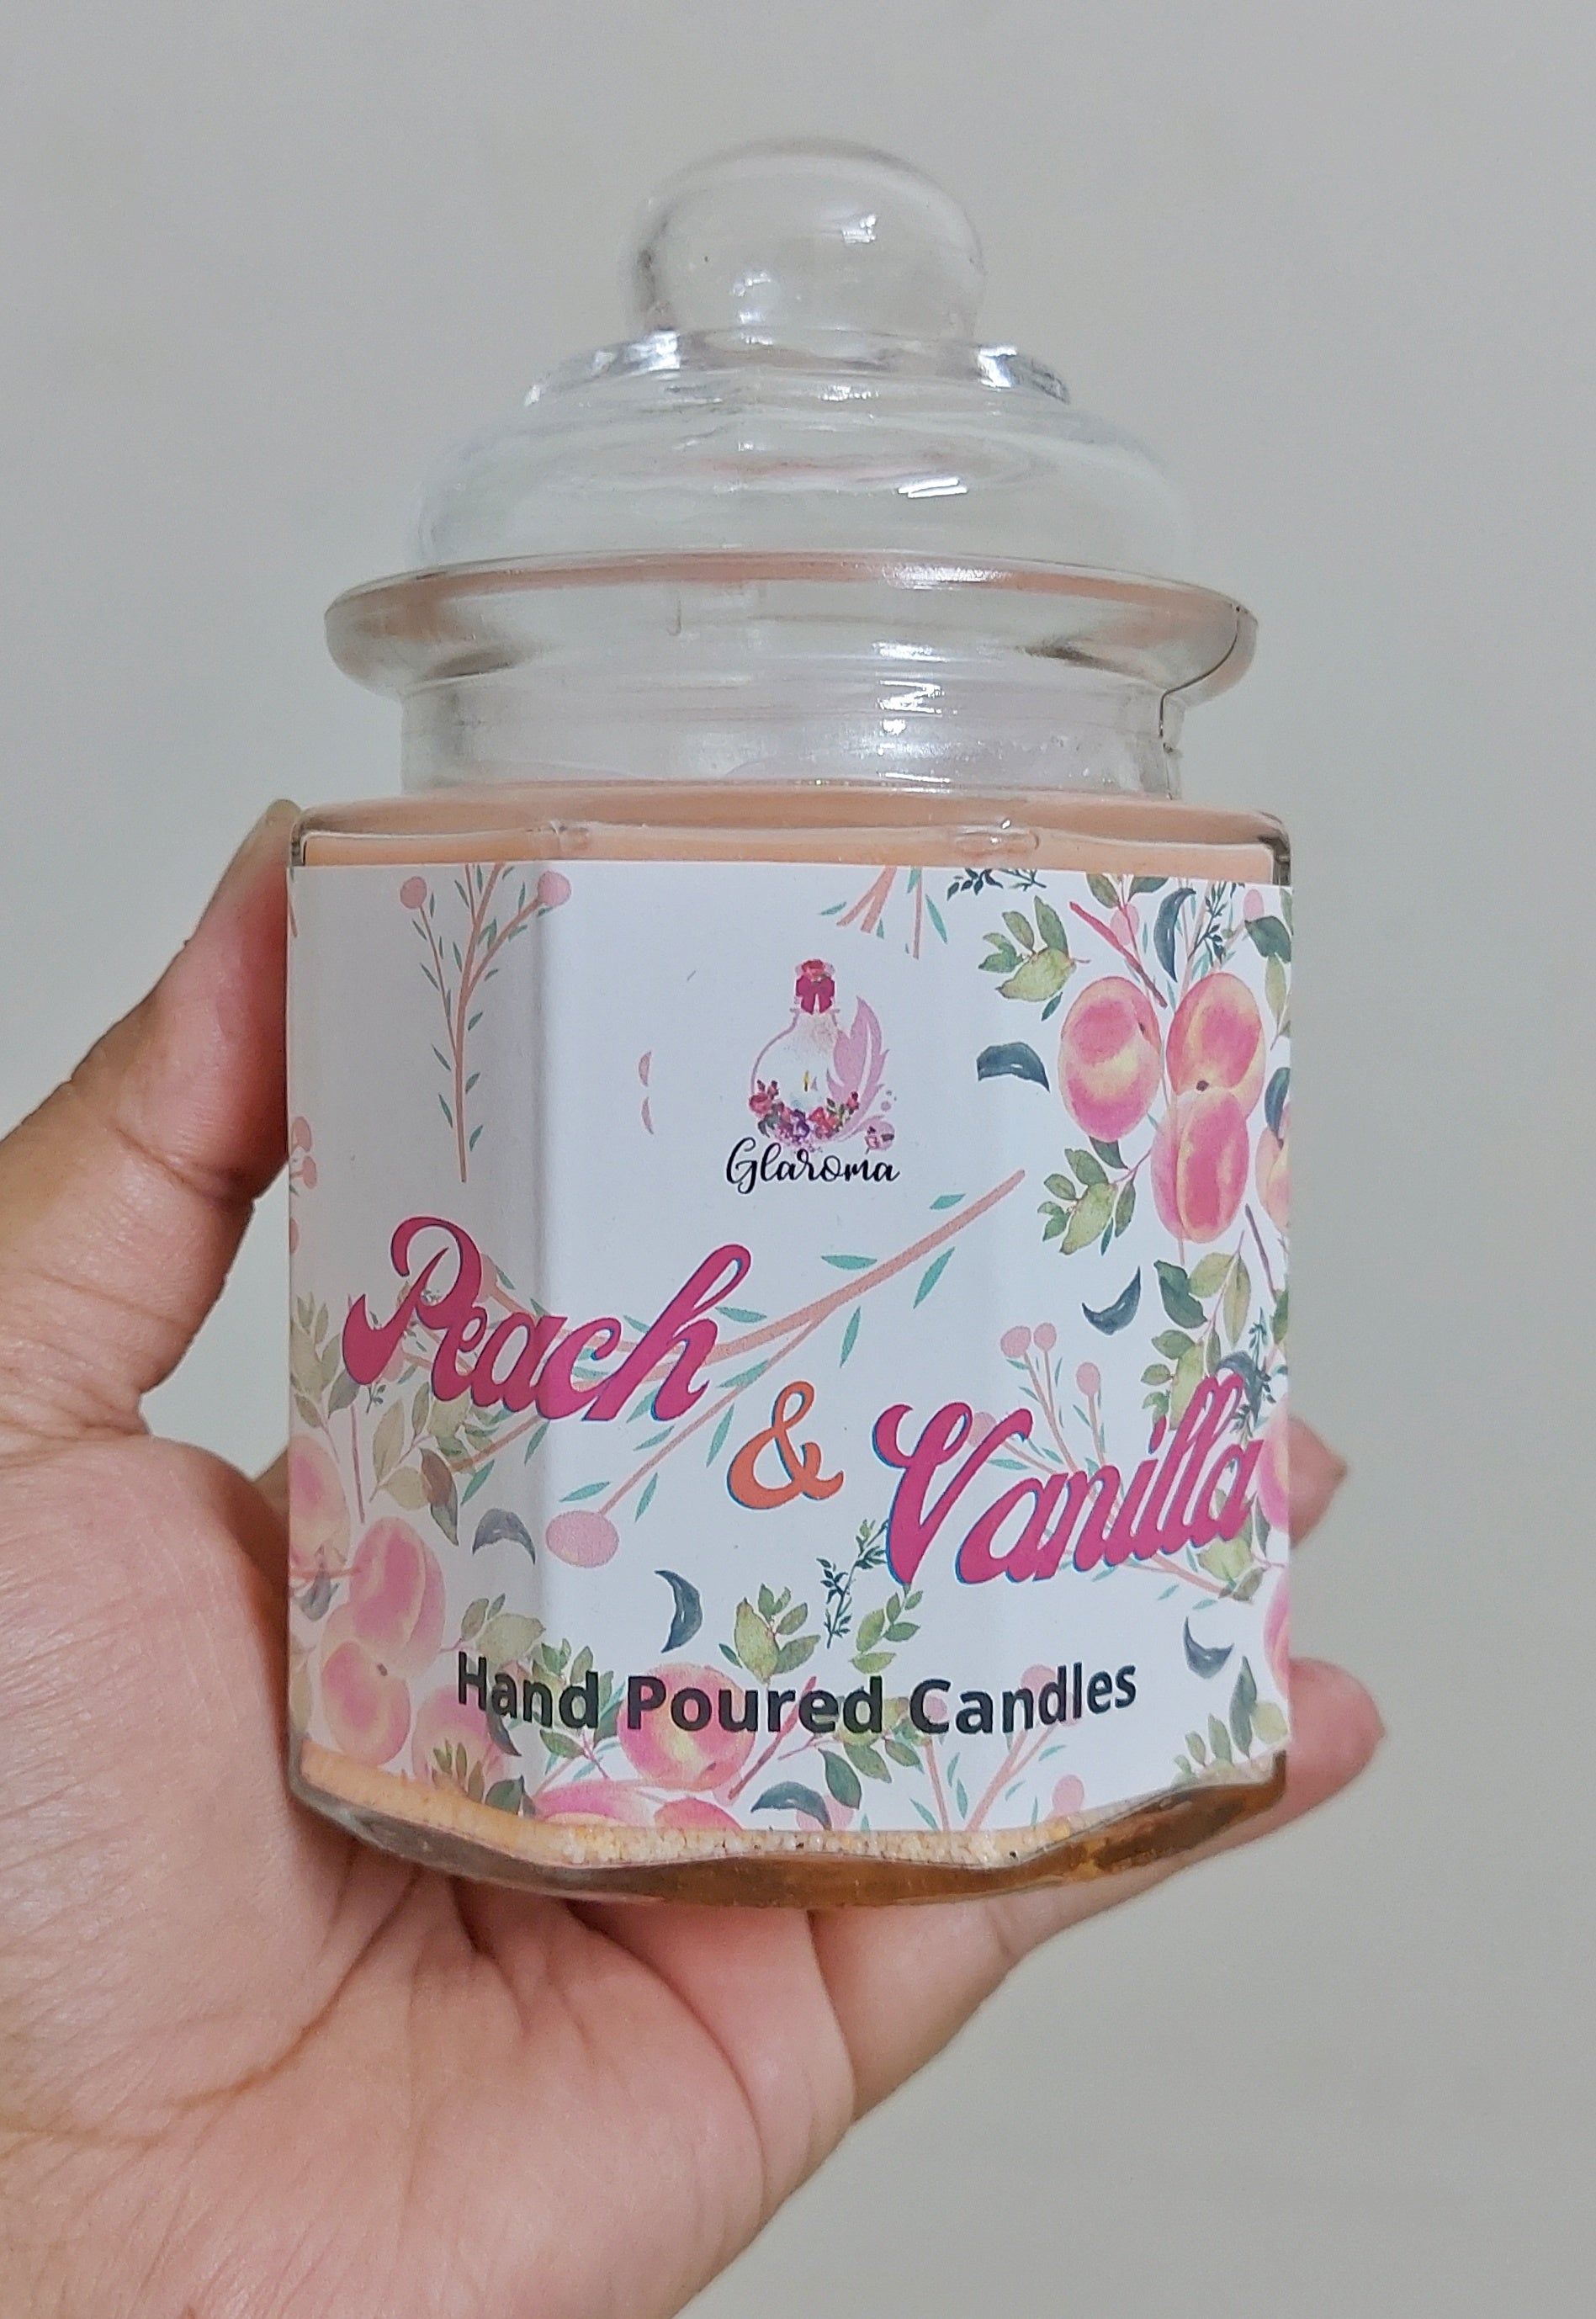 Glaroma
Peach
&
Vanilla
Hand Poured Candles